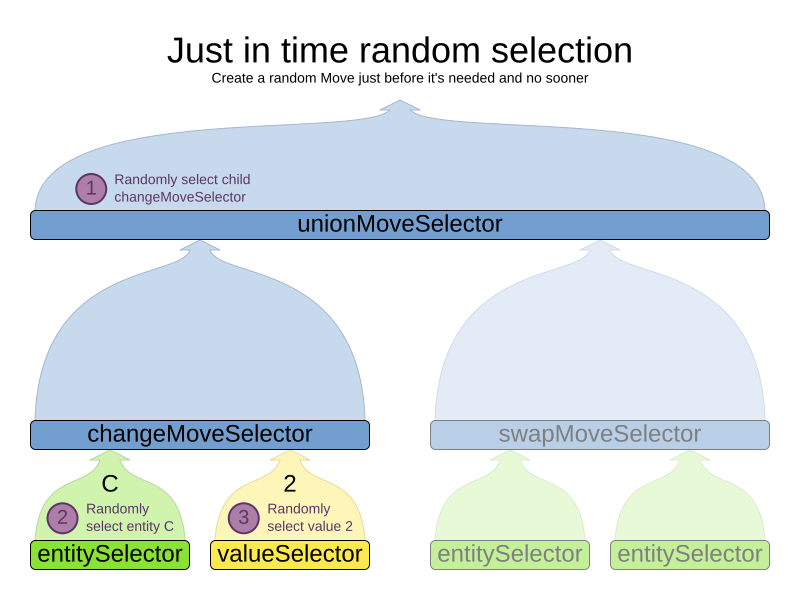 Just in time random selection
Create a random Move just before it's needed and no sooner
1
Randomly select child
changeMoveSelector
unionMoveSelector
changeMoveSelector
swapMoveSelector
C
2
2
Randomly
select entity C
3
Randomly
select value 2
entitySelector
valueSelector
entitySelector
entitySelector